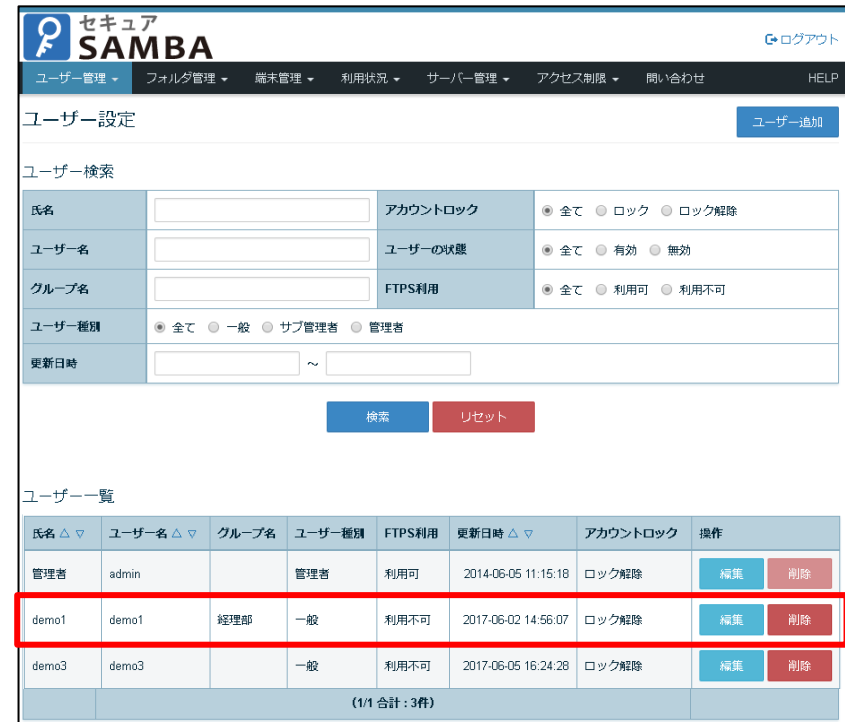 セキュア
SAMBA
ログアウト
ユーザー管理 フォルダ管理 端末管理 利用状況 サーバー管理 アクセス制限 問い合わせ HELP
ユーザー設定 ユーザー追加
ユーザー検索
氏名 アカウントロック 全て ロック ロック解除
ユーザー名 ユーザーの状態 全て 有効 無効
グループ名 FTPS利用 全て 利用可 利用不可
ユーザー種別 全て 一般 サブ管理者 管理者
更新日時 ～
検索 リセット
ユーザー一覧
氏名 △ ▽ ユーザー名 △ ▽ グループ名 ユーザー種別 FTPS利用 更新日時 △ ▽ アカウントロック 操作
管理者 admin 管理者 利用可 2014-06-05 11:15:18 ロック解除 編集 削除
demo1 demo1 経理部 一般 利用不可 2017-06-02 14:56:07 ロック解除 編集 削除
demo3 demo3 一般 利用不可 2017-06-05 16:24:28 ロック解除 編集 削除
(1/1 合計 : 3件)